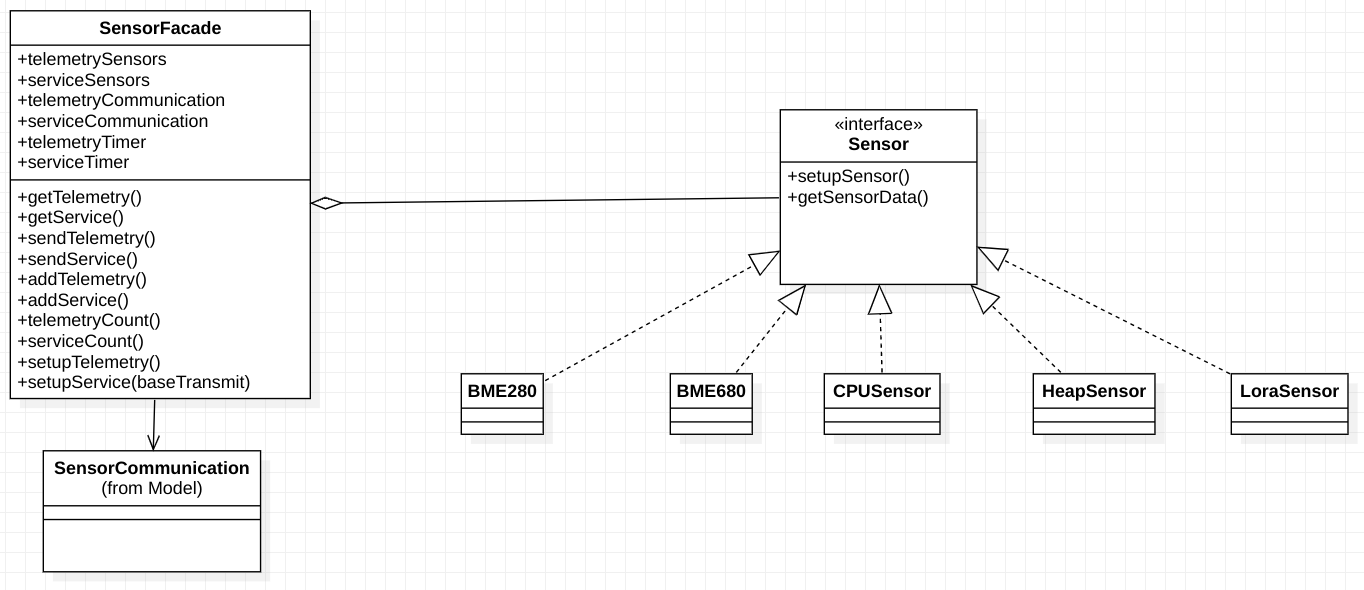 SensorFacade
+telemetrySensors
+serviceSensors
+telemetryCommunication
+serviceCommunication
+telemetryTimer
+serviceTimer
+getTelemetry()
+getService()
+sendTelemetry()
+sendService()
+addTelemetry()
+addService()
+telemetryCount()
+serviceCount()
+setupTelemetry()
+setupService(baseTransmit)
«interface»
Sensor
+setupSensor()
+getSensorData()
BME280
BME680
CPUSensor
HeapSensor
LoraSensor
SensorCommunication
(from Model)